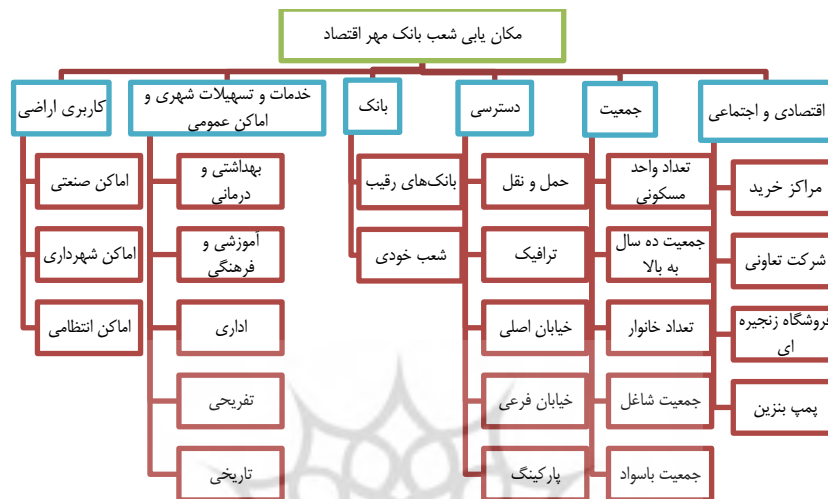 مکان یابی شعب بانک مهر اقتصاد
اقتصادی و اجتماعی
مراکز خرید
شرکت تعاونی
فروشگاه زنجیره
ای
پمپ بنزین
جمعیت
تعداد واحد
مسکونی
جمعیت ده سال
به بالا
تعداد خانوار
جمعیت شاغل
جمعیت باسواد
دسترسی
حمل و نقل
ترافیک
خیابان اصلی
خیابان فرعی
پارکینگ
بانک
بانک‌های رقیب
شعب خودی
خدمات و تسهیلات شهری و
اماکن عمومی
بهداشتی و
درمانی
آموزشی و
فرهنگی
اداری
تفریحی
تاریخی
کاربری اراضی
اماکن صنعتی
اماکن شهرداری
اماکن انتظامی